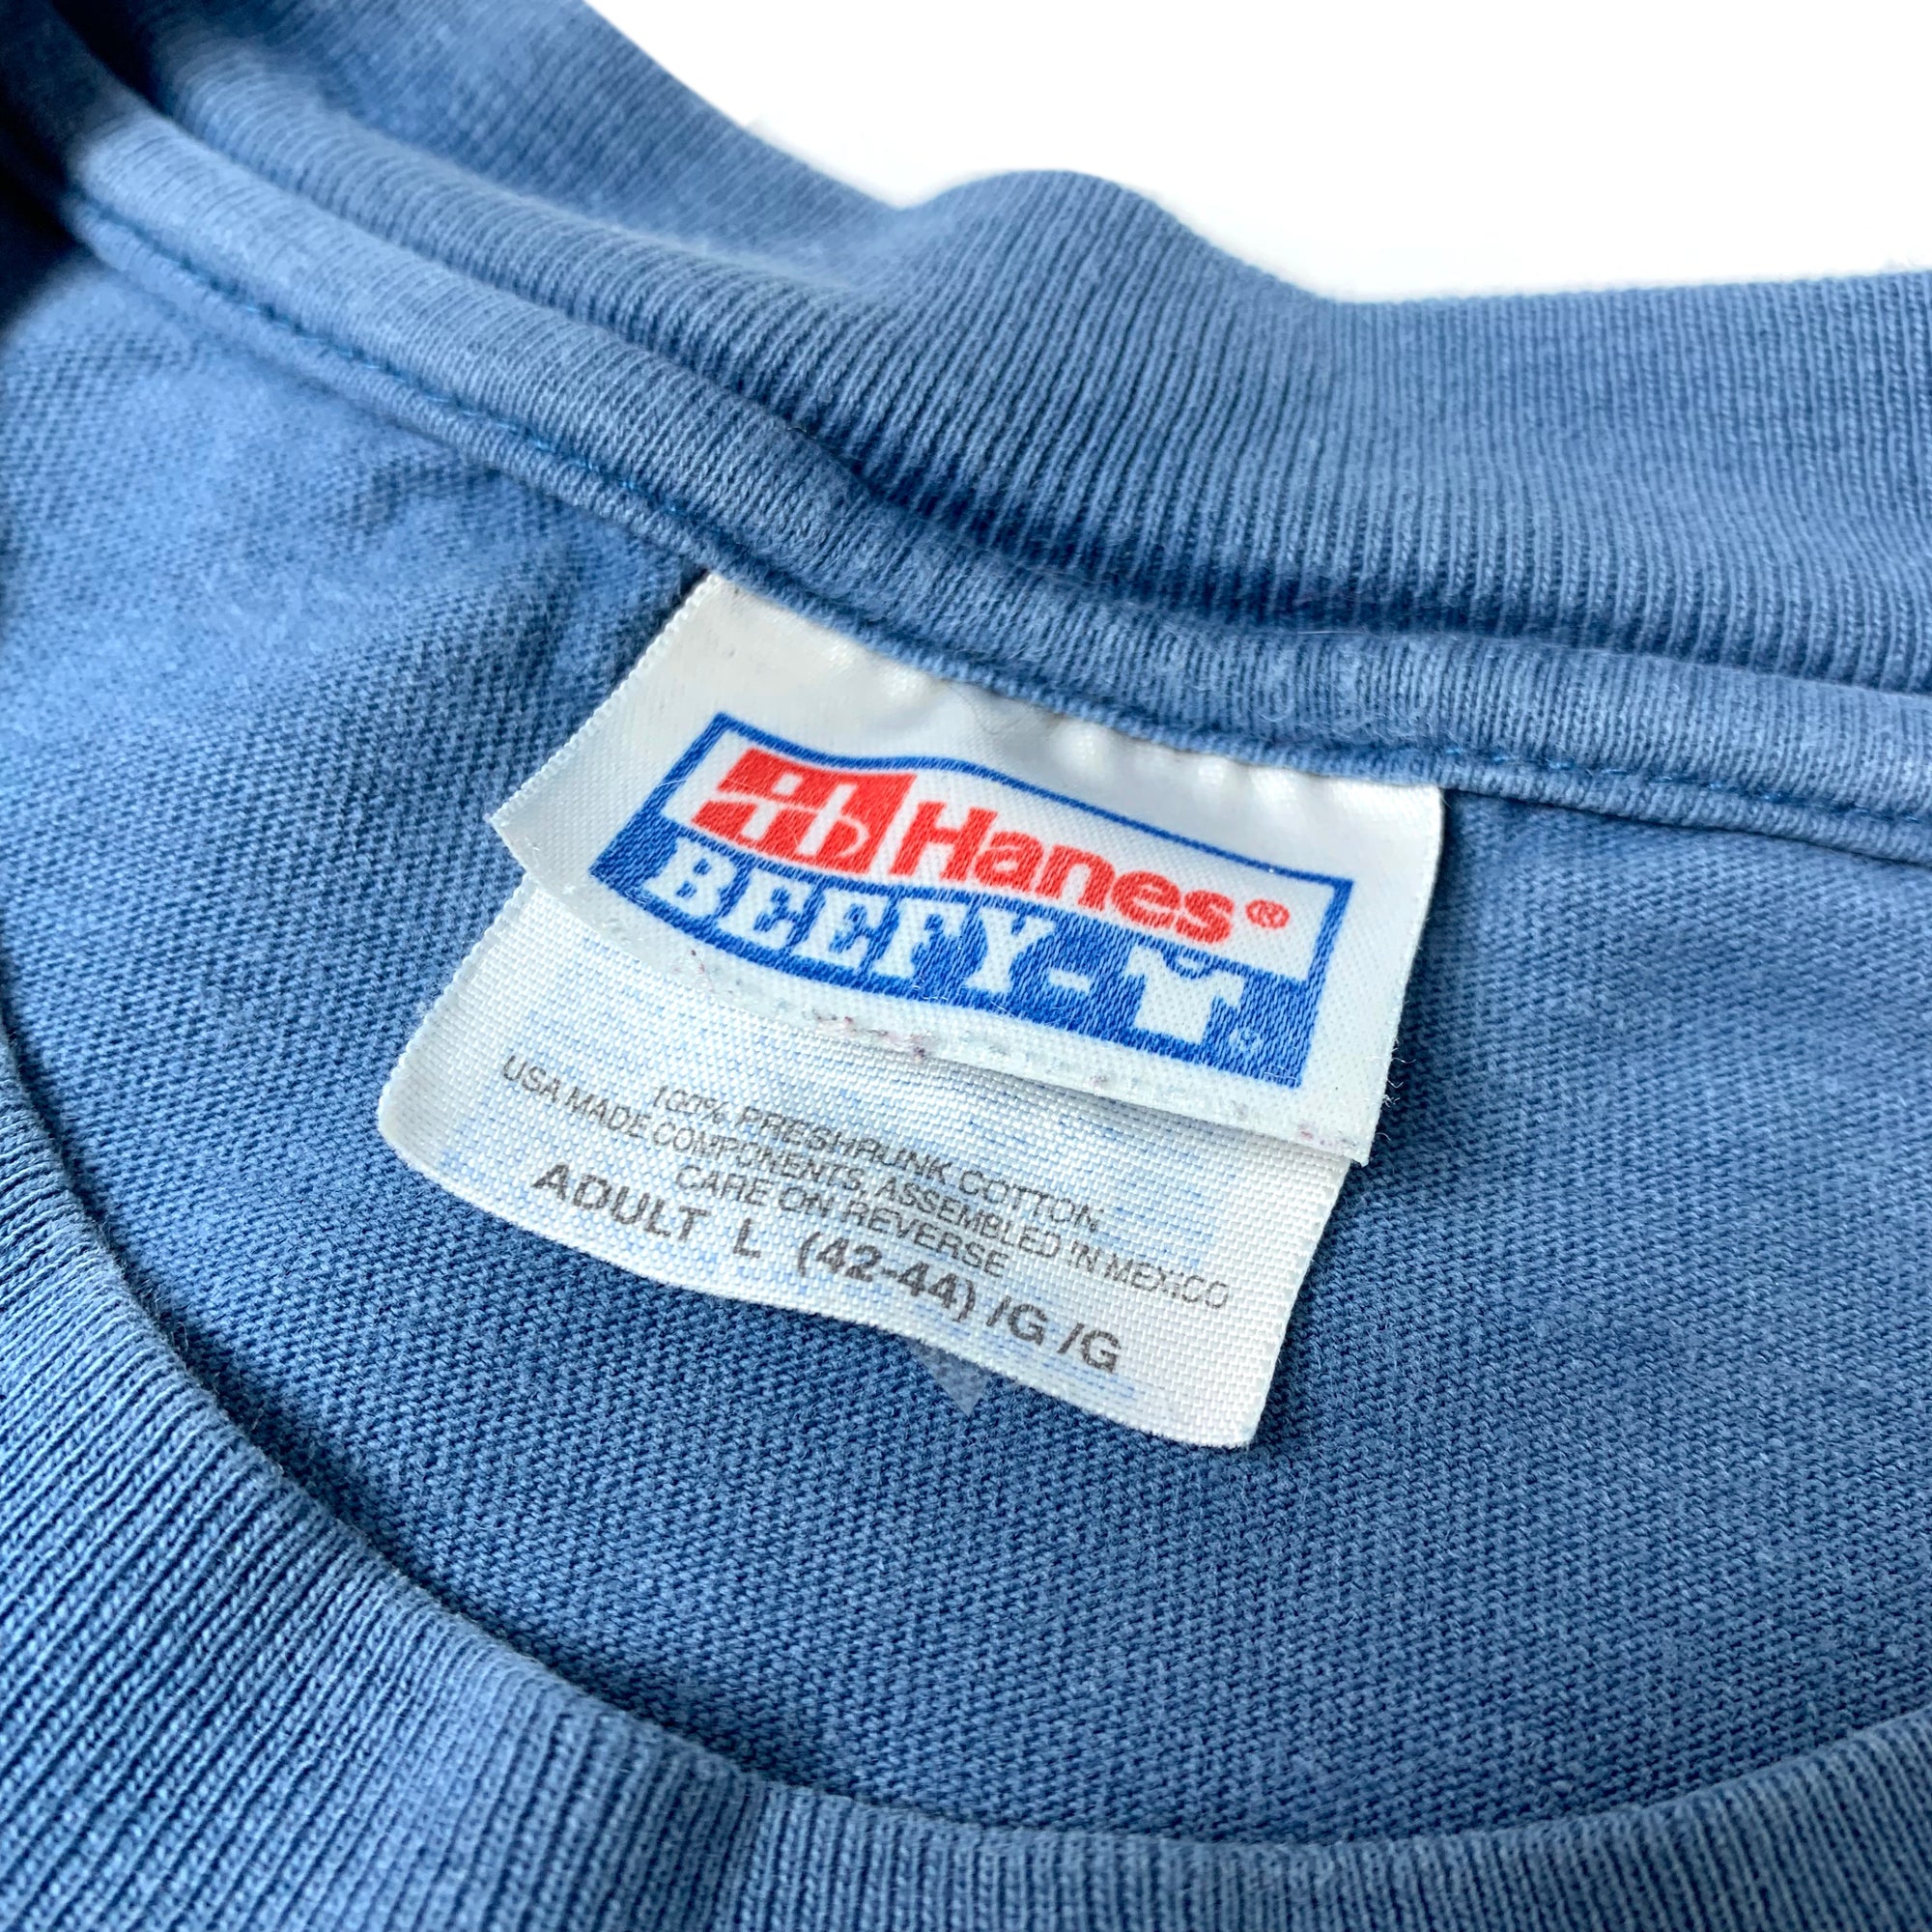 Hanes®
BEEFY-T
100% PRESHRUNK COTTON
USA MADE COMPONENTS, ASSEMBLED IN MEXICO
CARE ON REVERSE
ADULT L (42-44) /G /G